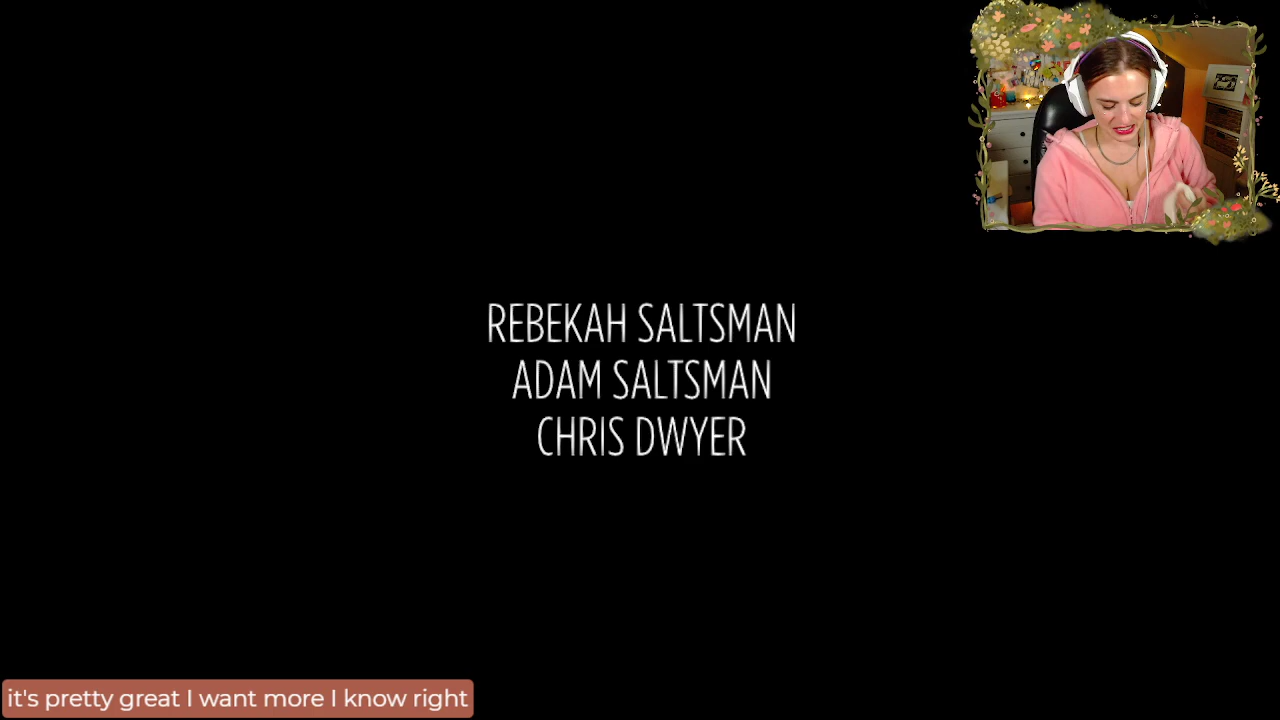 REBEKAH SALTSMAN
ADAM SALTSMAN
CHRIS DWYER
it's pretty great I want more I know right